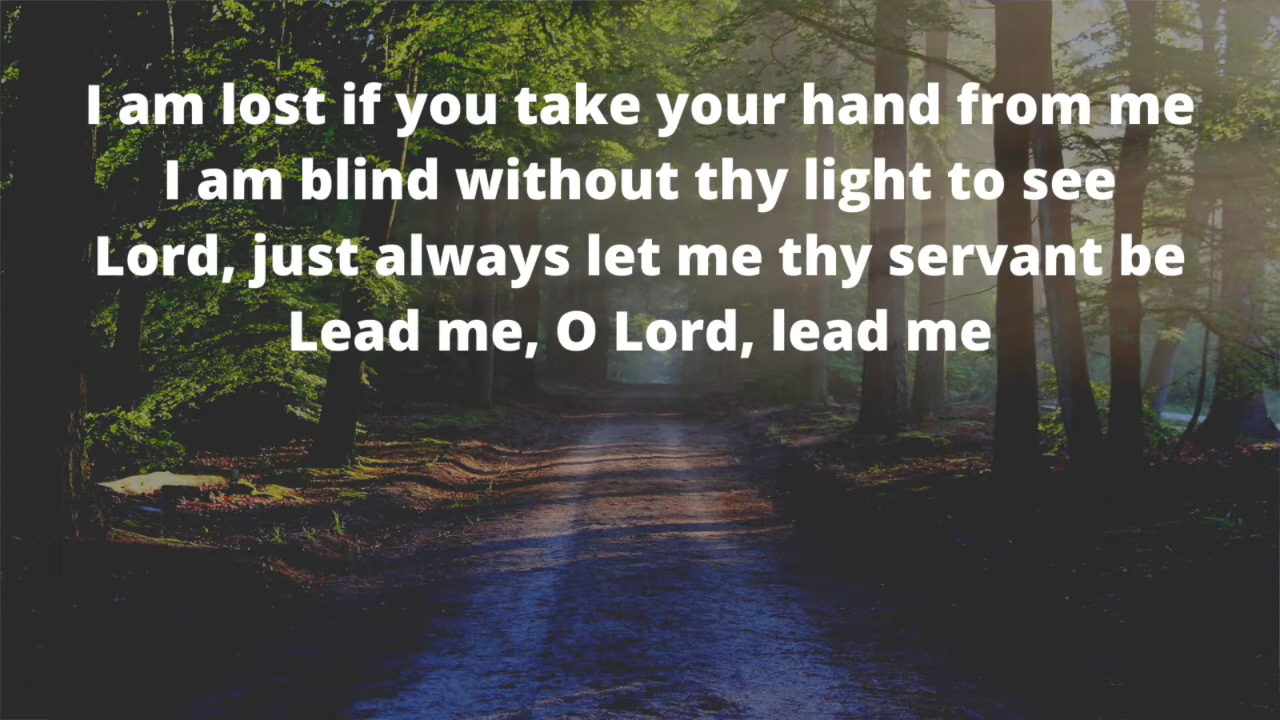 I am lost if you take your hand from me
I am blind without thy light to see
Lord, just always let me thy servant be
Lead me, O Lord, lead me